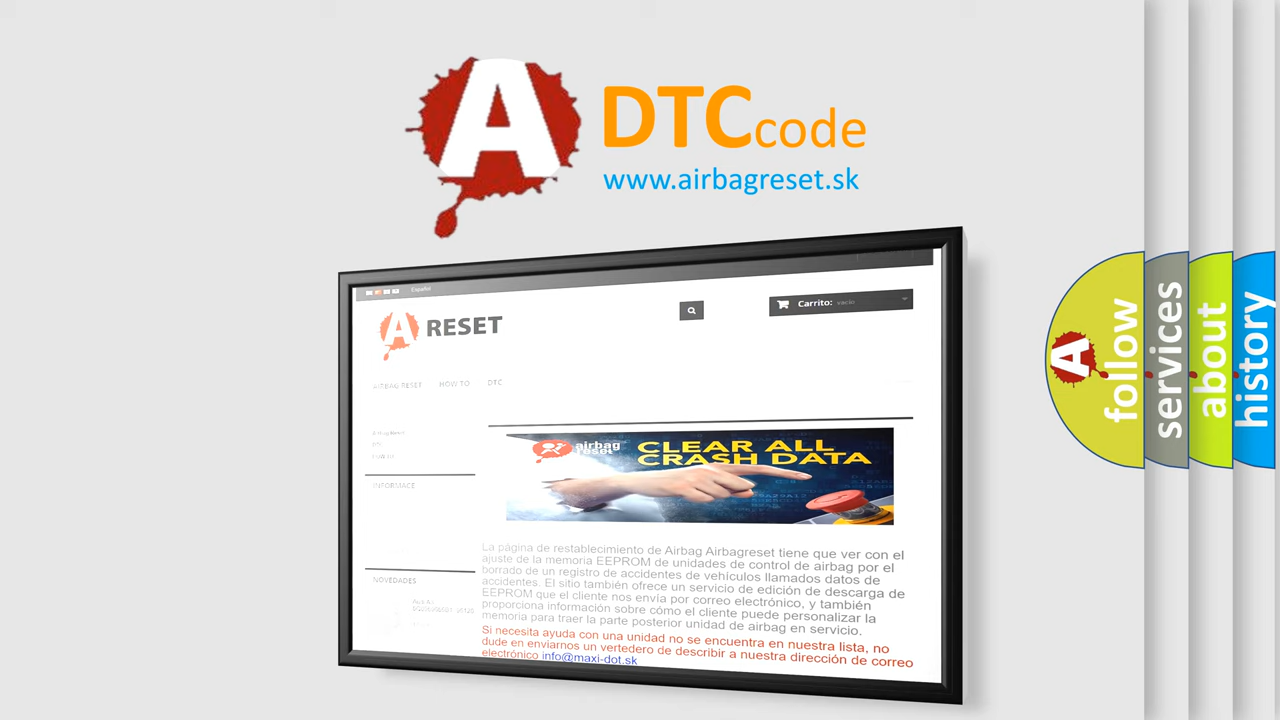 A
DTC code
www.airbagreset.sk
Español
A RESET
Carrito: vacío
AIRBAG RESET HOW TO DTC
airbag
reset
CLEAR ALL
CRASH DATA
INFORMACE
NOVEDADES
La página de restablecimiento de Airbag Airbagreset tiene que ver con el
ajuste de la memoria EEPROM de unidades de control de airbag por el
borrado de un registro de accidentes de vehículos llamados datos de
accidentes. El sitio también ofrece un servicio de edición de descarga de
EEPROM que el cliente nos envía por correo electrónico, y también
proporciona información sobre cómo el cliente puede personalizar la
memoria para traer la parte posterior unidad de airbag en servicio.
Si necesita ayuda con una unidad no se encuentra en nuestra lista, no
dude en enviarnos un vertedero de describir a nuestra dirección de correo
electrónico info@maxi-dot.sk
A
follow
services
about
history